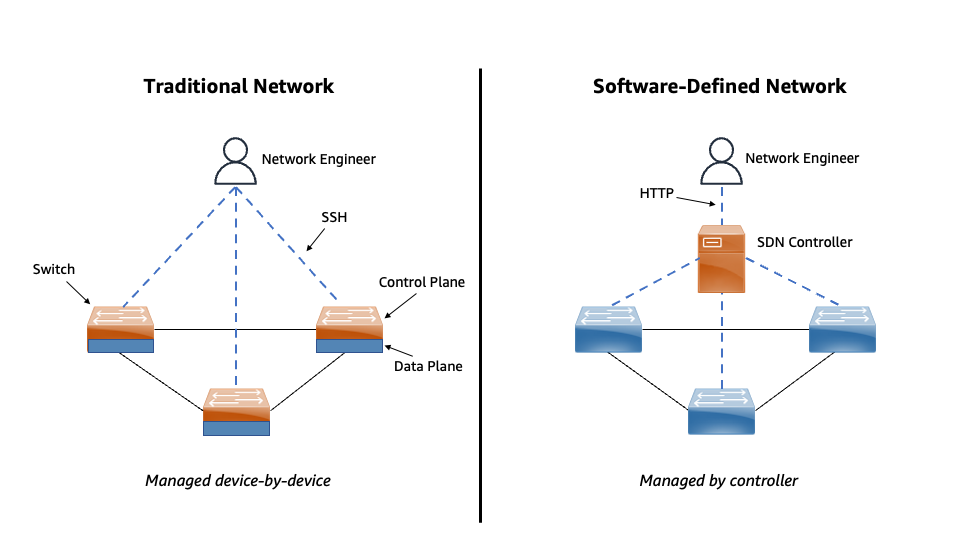 Traditional Network
Network Engineer
SSH
Switch
Control Plane
Data Plane
Managed device-by-device
Software-Defined Network
Network Engineer
HTTP
SDN Controller
Managed by controller